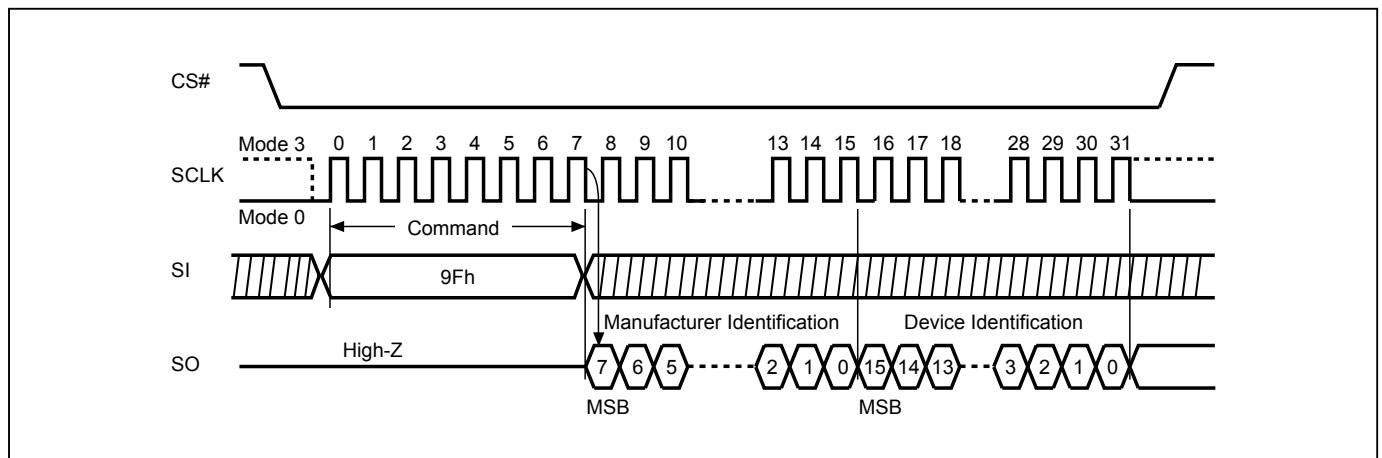 CS#
Mode 3 0 1 2 3 4 5 6 7 8 9 10 13 14 15 16 17 18 28 29 30 31
SCLK
Mode 0
Command
SI
9Fh
Manufacturer Identification Device Identification
High-Z
SO
7 6 5 2 1 0 15 14 13 3 2 1 0
MSB MSB